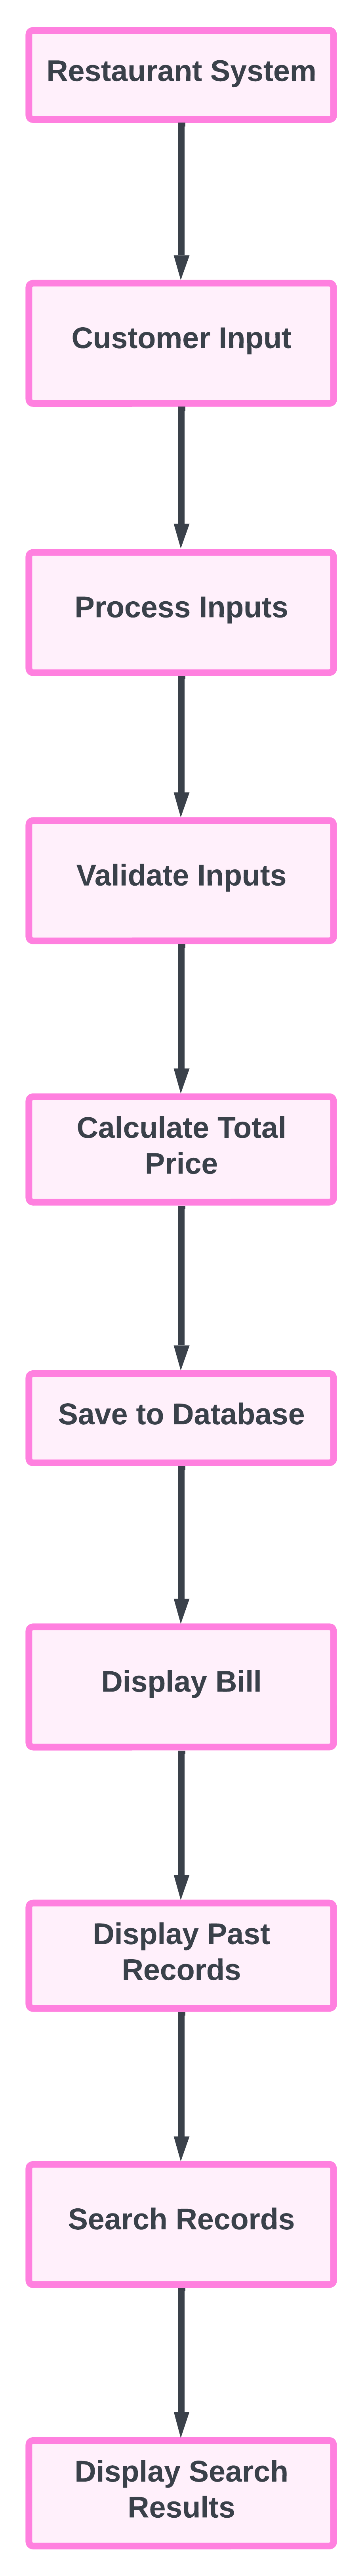 Restaurant System
Customer Input
Process Inputs
Validate Inputs
Calculate Total
Price
Save to Database
Display Bill
Display Past
Records
Search Records
Display Search
Results